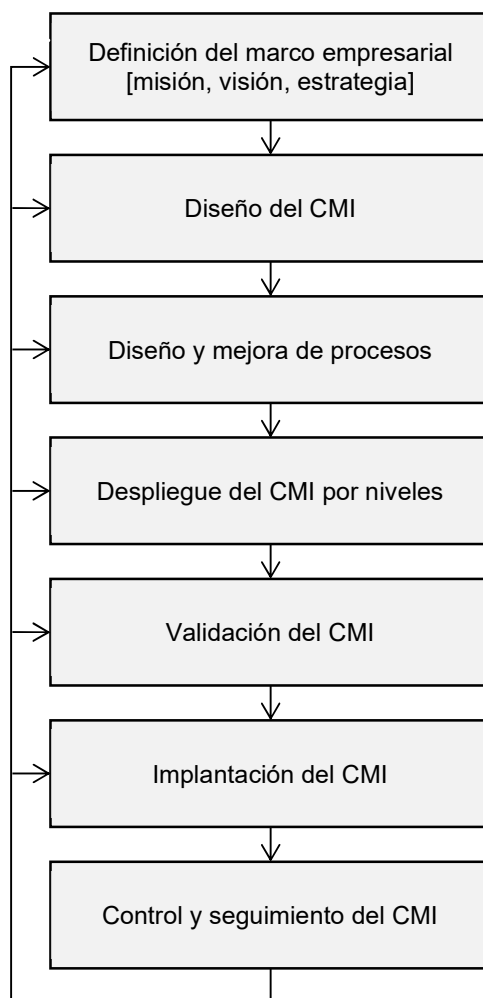 Definición del marco empresarial
[misión, visión, estrategia]
Diseño del CMI
Diseño y mejora de procesos
Despliegue del CMI por niveles
Validación del CMI
Implantación del CMI
Control y seguimiento del CMI